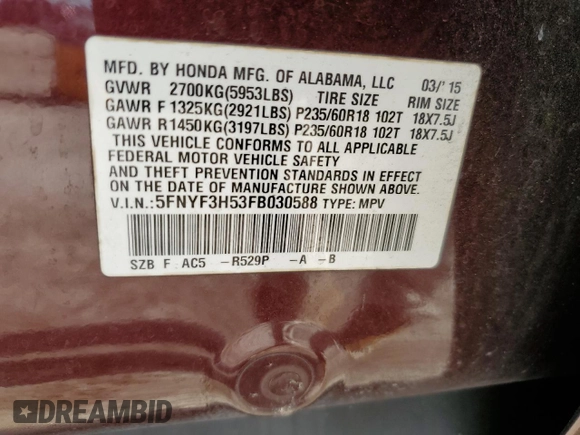 MFD. BY HONDA MFG. OF ALABAMA, LLC 03/'15
GVWR 2700KG(5953LBS) TIRE SIZE RIM SIZE
GAWR F 1325KG(2921LBS) P235/60R18 102T 18X7.5J
GAWR R1450KG(3197LBS) P235/60R18 102T 18X7.5J
THIS VEHICLE CONFORMS TO ALL APPLICABLE
FEDERAL MOTOR VEHICLE SAFETY
AND THEFT PREVENTION STANDARDS IN EFFECT
ON THE DATE OF MANUFACTURE SHOWN ABOVE.
V.I.N.:5FNYF3H53FB030588 TYPE: MPV
SZB F AC5 -R529P -A -B
DREAMBID